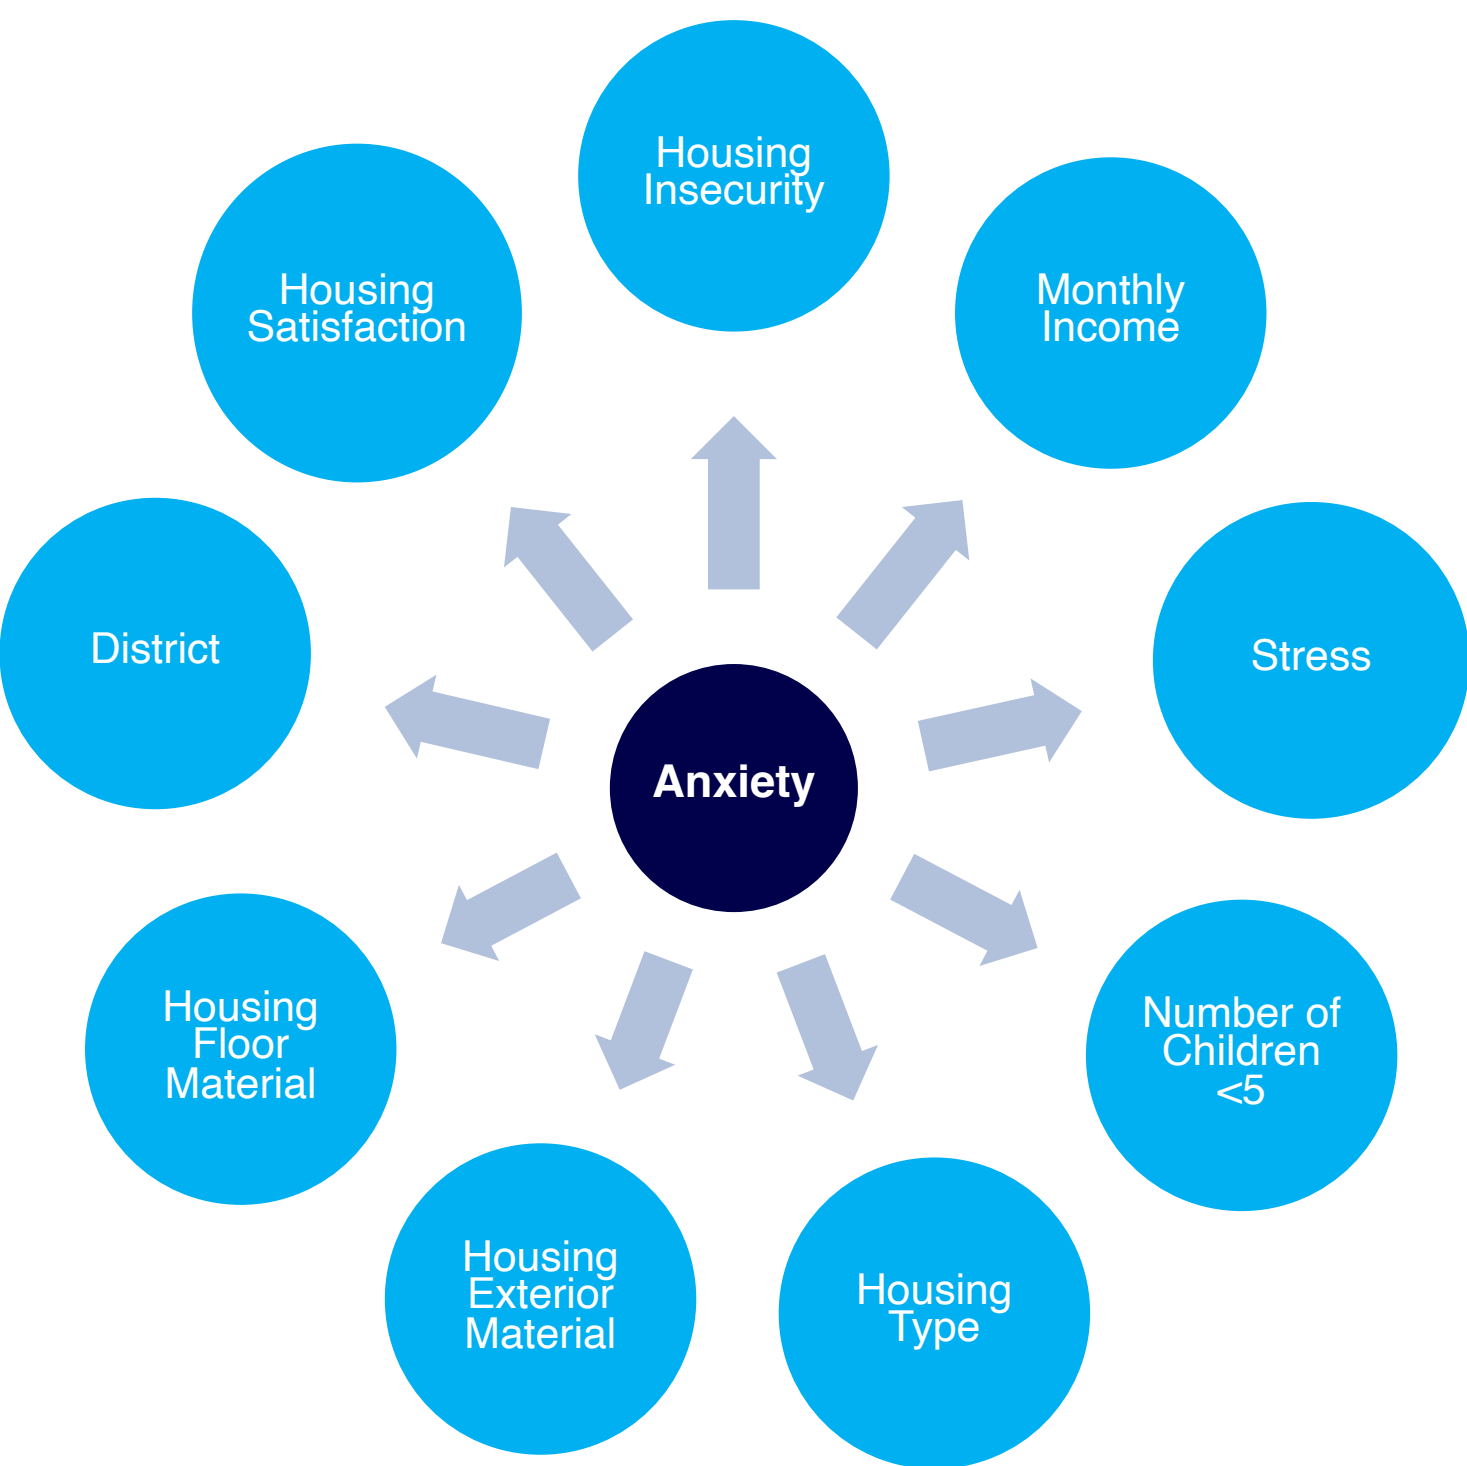 Housing
Insecurity
Monthly
Income
Stress
Number of
Children
<5
Housing
Type
Housing
Exterior
Material
Housing
Floor
Material
District
Housing
Satisfaction
Anxiety